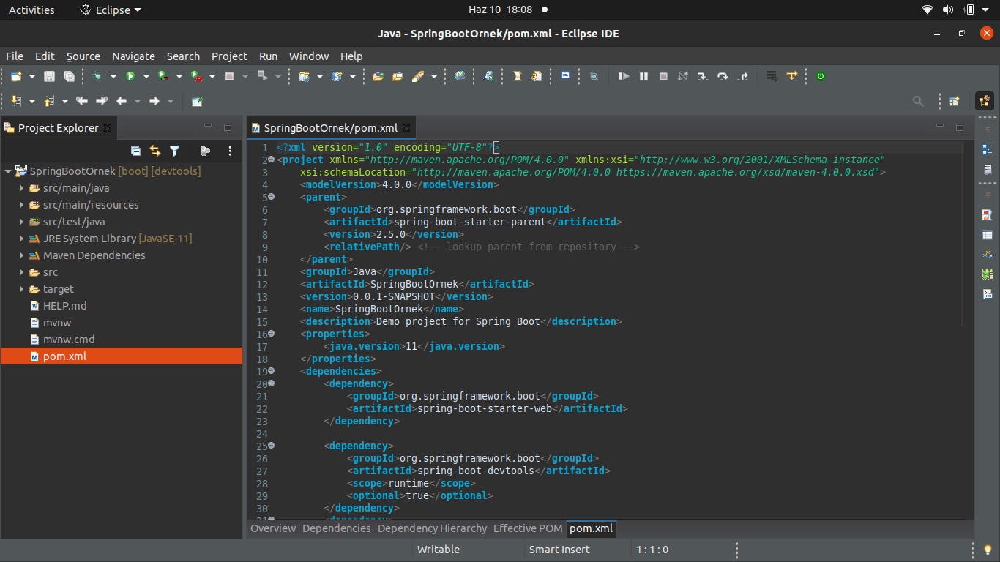 Activities
Eclipse
Haz 10 18:08
Java - SpringBootOrnek/pom.xml - Eclipse IDE
File Edit Source Navigate Search Project Run Window Help
Project Explorer
SpringBootOrnek [boot] [devtools]
src/main/java
src/main/resources
src/test/java
JRE System Library [JavaSE-11]
Maven Dependencies
src
target
HELP.md
mvnw
mvnw.cmd
pom.xml
SpringBootOrnek/pom.xml
1 <?xml version="1.0" encoding="UTF-8"?>
2 <project xmlns="http://maven.apache.org/POM/4.0.0" xmlns:xsi="http://www.w3.org/2001/XMLSchema-instance"
3 xsi:schemaLocation="http://maven.apache.org/POM/4.0.0 https://maven.apache.org/xsd/maven-4.0.0.xsd">
4 <modelVersion>4.0.0</modelVersion>
5 <parent>
6 <groupId>org.springframework.boot</groupId>
7 <artifactId>spring-boot-starter-parent</artifactId>
8 <version>2.5.0</version>
9 <relativePath/> <!-- lookup parent from repository -->
10 </parent>
11 <groupId>Java</groupId>
12 <artifactId>SpringBootOrnek</artifactId>
13 <version>0.0.1-SNAPSHOT</version>
14 <name>SpringBootOrnek</name>
15 <description>Demo project for Spring Boot</description>
16 <properties>
17 <java.version>11</java.version>
18 </properties>
19 <dependencies>
20 <dependency>
21 <groupId>org.springframework.boot</groupId>
22 <artifactId>spring-boot-starter-web</artifactId>
23 </dependency>
24
25 <dependency>
26 <groupId>org.springframework.boot</groupId>
27 <artifactId>spring-boot-devtools</artifactId>
28 <scope>runtime</scope>
29 <optional>true</optional>
30 </dependency>
Overview Dependencies Dependency Hierarchy Effective POM pom.xml
Writable Smart Insert 1 : 1 : 0